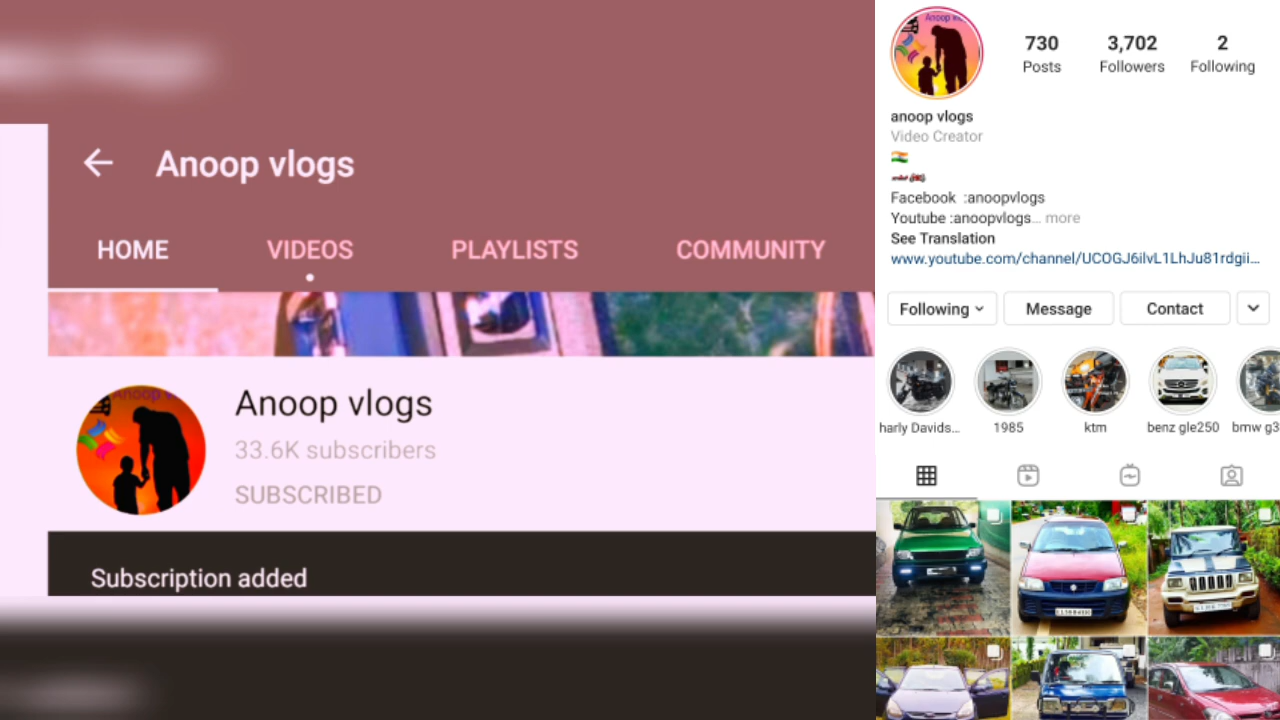 Anoop vlogs
HOME VIDEOS PLAYLISTS COMMUNITY
Anoop vlogs
33.6K subscribers
SUBSCRIBED
Subscription added
730 3,702 2
Posts Followers Following
anoop vlogs
Video Creator
Facebook :anoopvlogs
Youtube :anoopvlogs... more
See Translation
www.youtube.com/channel/UCOGJ6ilvL1LhJu81rdgii...
Following Message Contact
harly Davids... 1985 ktm benz gle250 bmw g3